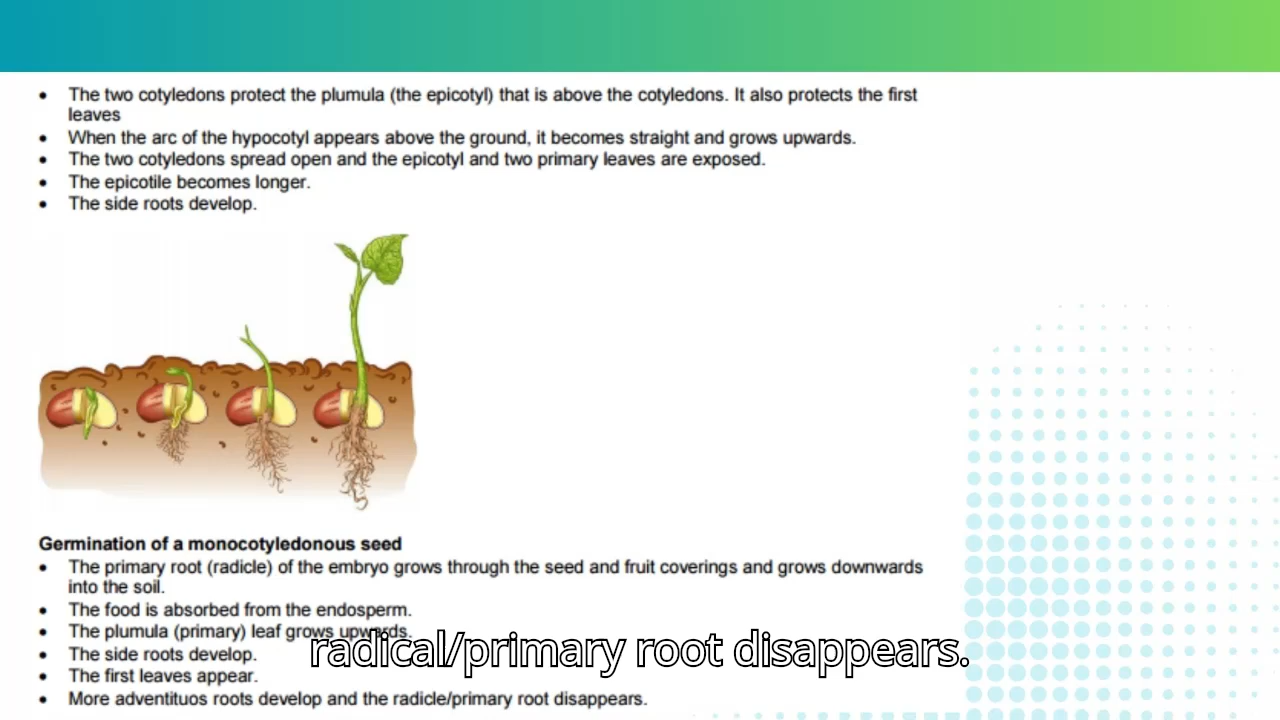 • The two cotyledons protect the plumula (the epicotyl) that is above the cotyledons. It also protects the first
leaves
• When the arc of the hypocotyl appears above the ground, it becomes straight and grows upwards.
• The two cotyledons spread open and the epicotyl and two primary leaves are exposed.
• The epicotile becomes longer.
• The side roots develop.
Germination of a monocotyledonous seed
• The primary root (radicle) of the embryo grows through the seed and fruit coverings and grows downwards
into the soil.
• The food is absorbed from the endosperm.
• The plumula (primary) leaf grows upwards.
radical/primary root disappears.
• The side roots develop.
• The first leaves appear.
• More adventituos roots develop and the radicle/primary root disappears.